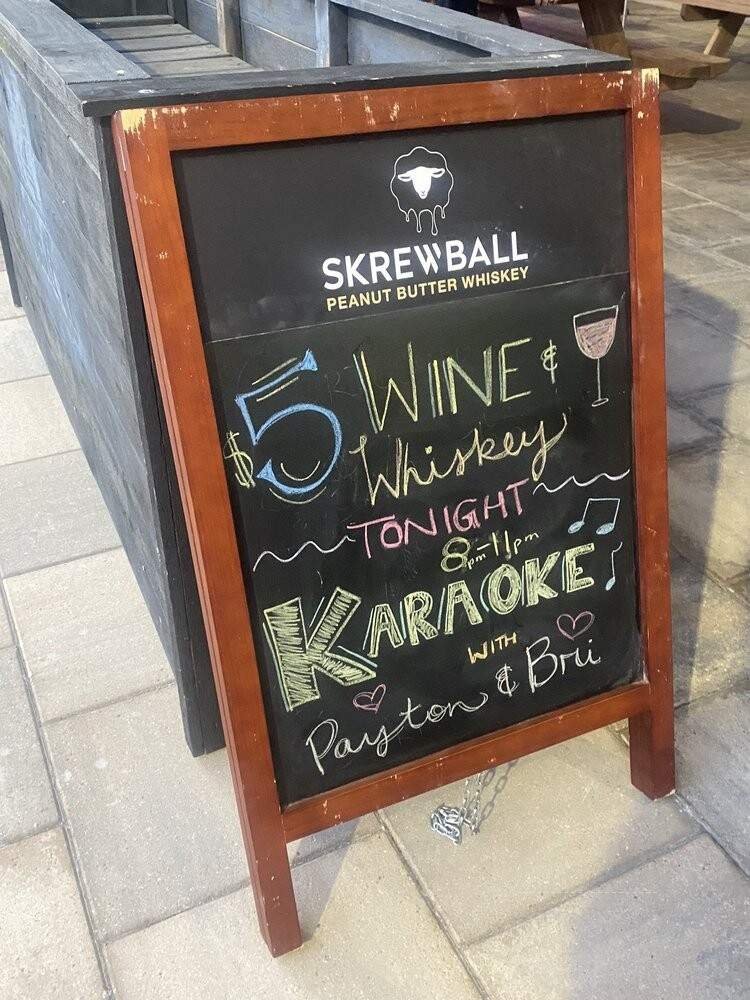 SKREWBALL
PEANUT BUTTER WHISKEY
$5 WINE &
Whiskey
TONIGHT
8pm-11pm
KARAOKE
WITH
Payton & Bri